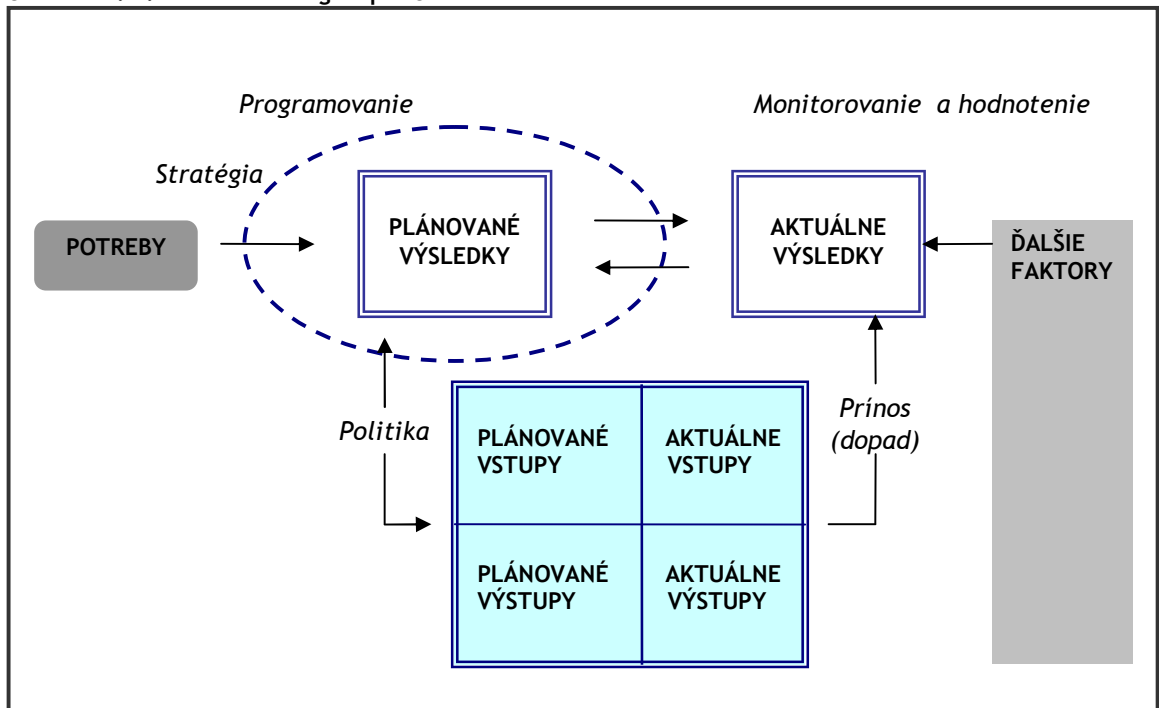 Programovanie
Monitorovanie a hodnotenie
Stratégia
POTREBY
PLÁNOVANÉ
VÝSLEDKY
AKTUÁLNE
VÝSLEDKY
ĎALŠIE
FAKTORY
Politika
PLÁNOVANÉ
VSTUPY
AKTUÁLNE
VSTUPY
Prínos
(dopad)
PLÁNOVANÉ
VÝSTUPY
AKTUÁLNE
VÝSTUPY